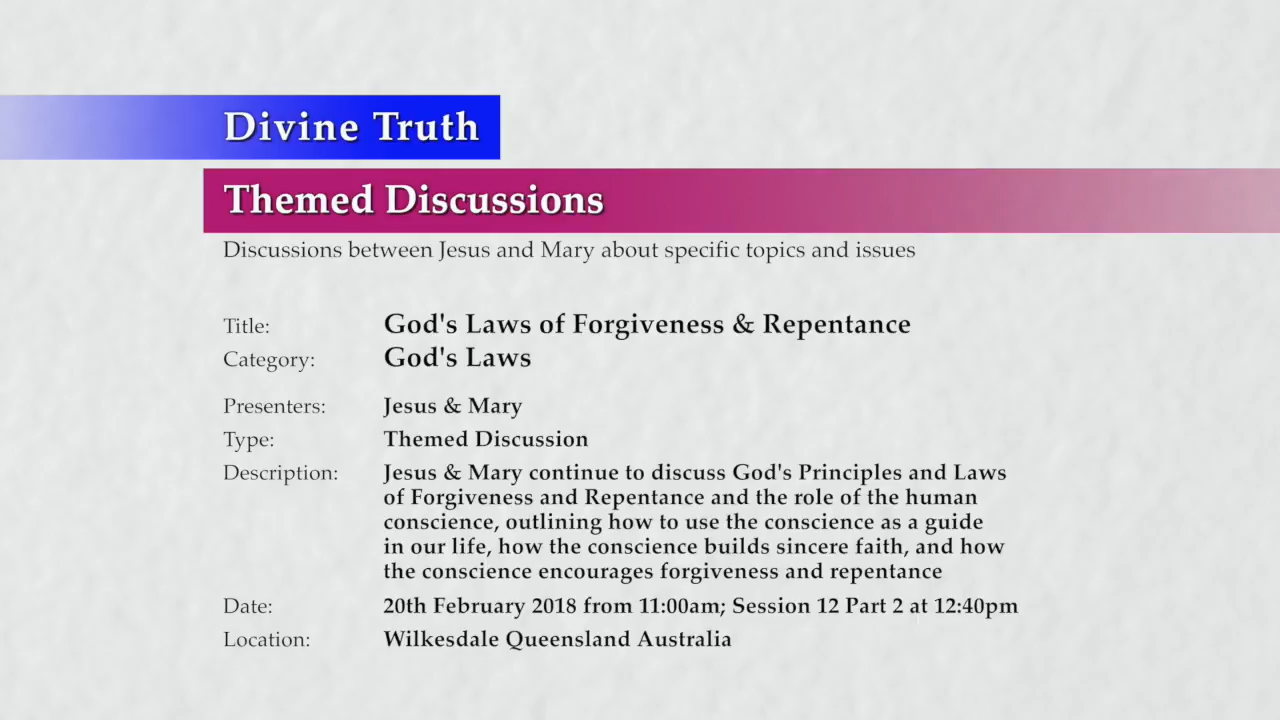 Divine Truth
Themed Discussions
Discussions between Jesus and Mary about specific topics and issues
Title: God's Laws of Forgiveness & Repentance
Category: God's Laws
Presenters: Jesus & Mary
Type: Themed Discussion
Description: Jesus & Mary continue to discuss God's Principles and Laws
of Forgiveness and Repentance and the role of the human
conscience, outlining how to use the conscience as a guide
in our life, how the conscience builds sincere faith, and how
the conscience encourages forgiveness and repentance
Date: 20th February 2018 from 11:00am; Session 12 Part 2 at 12:40pm
Location: Wilkesdale Queensland Australia